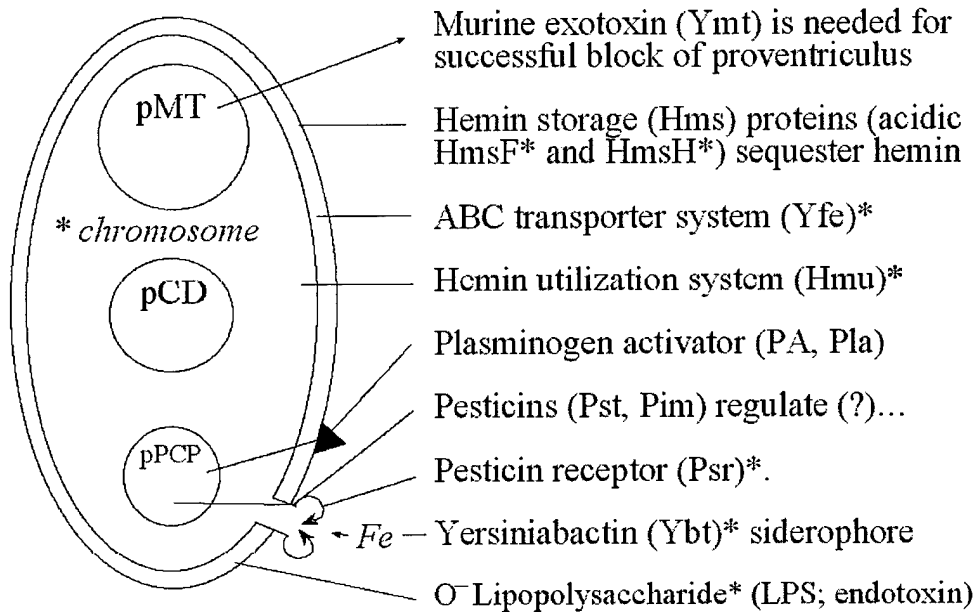 Murine exotoxin (Ymt) is needed for
successful block of proventriculus
pMT
Hemin storage (Hms) proteins (acidic
HmsF* and HmsH*) sequester hemin
* chromosome
ABC transporter system (Yfe)*
pCD
Hemin utilization system (Hmu)*
Plasminogen activator (PA, Pla)
Pesticins (Pst, Pim) regulate (?)...
pPCP
Pesticin receptor (Psr)*.
Fe
Yersiniabactin (Ybt)* siderophore
O⁻ Lipopolysaccharide* (LPS; endotoxin)